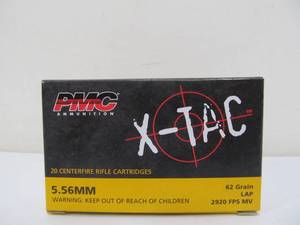 PMC
AMMUNITION
X-TAC
20 CENTERFIRE RIFLE CARTRIDGES
5.56MM
WARNING: KEEP OUT OF REACH OF CHILDREN
62 Grain
LAP
2920 FPS MV